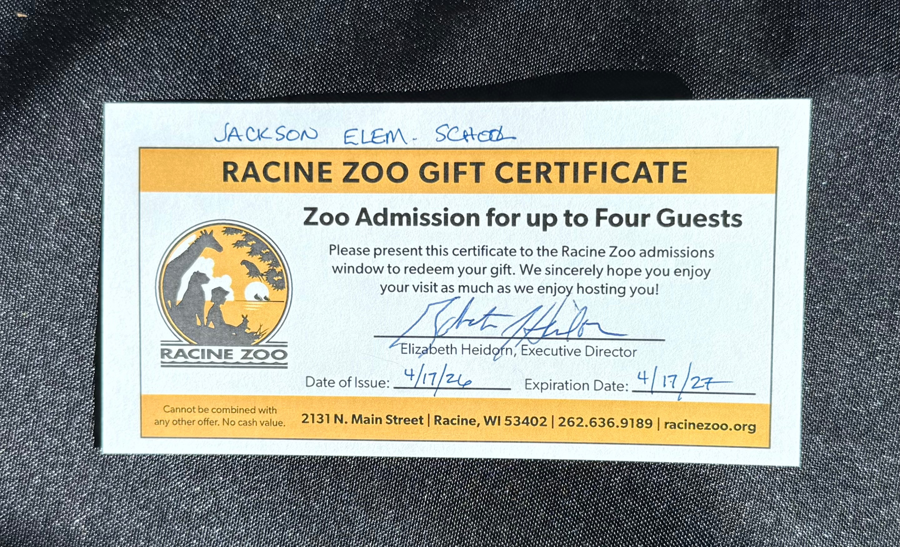 JACKSON ELEM. SCHOOL
RACINE ZOO GIFT CERTIFICATE
Zoo Admission for up to Four Guests
Please present this certificate to the Racine Zoo admissions
window to redeem your gift. We sincerely hope you enjoy
your visit as much as we enjoy hosting you!
Elizabeth Heidorn
Elizabeth Heidorn, Executive Director
RACINE ZOO
Date of Issue: 4/17/26 Expiration Date: 4/17/27
Cannot be combined with
any other offer. No cash value.
2131 N. Main Street | Racine, WI 53402 | 262.636.9189 | racinezoo.org